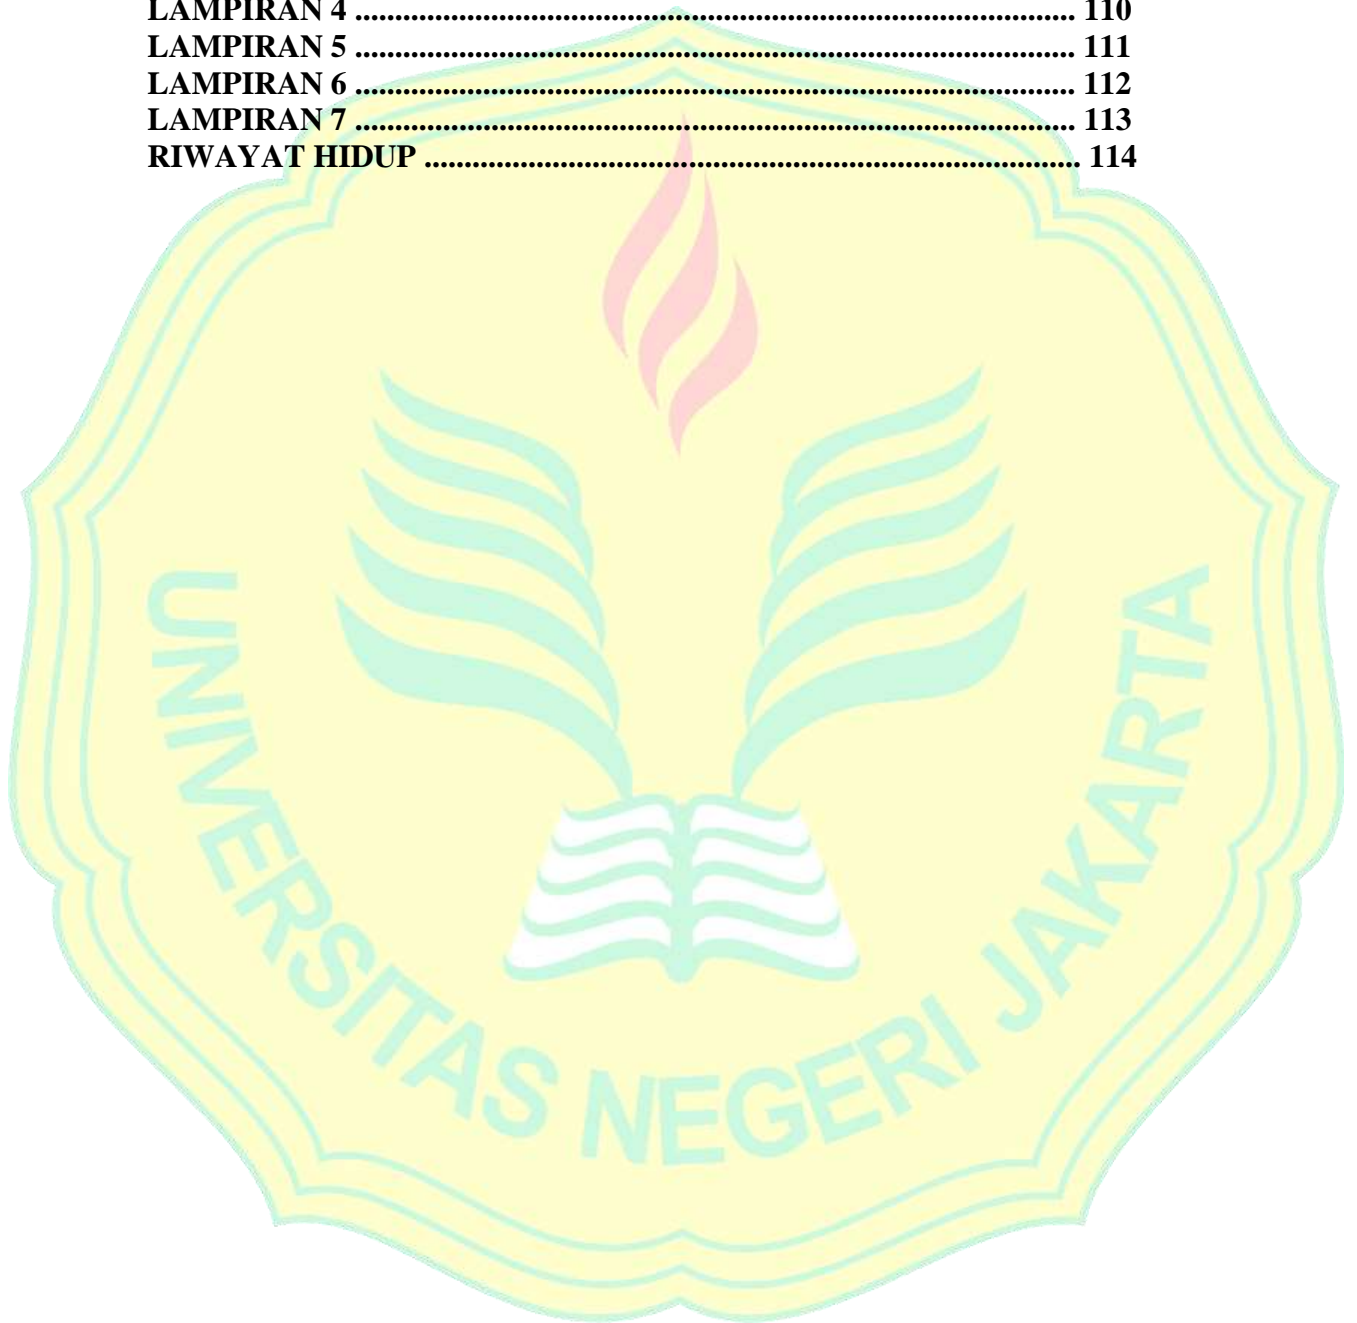 LAMPIRAN 4 ........................................................................................... 110
LAMPIRAN 5 ........................................................................................... 111
LAMPIRAN 6 ........................................................................................... 112
LAMPIRAN 7 ........................................................................................... 113
RIWAYAT HIDUP ................................................................................... 114
UNIVERSITAS NEGERI JAKARTA